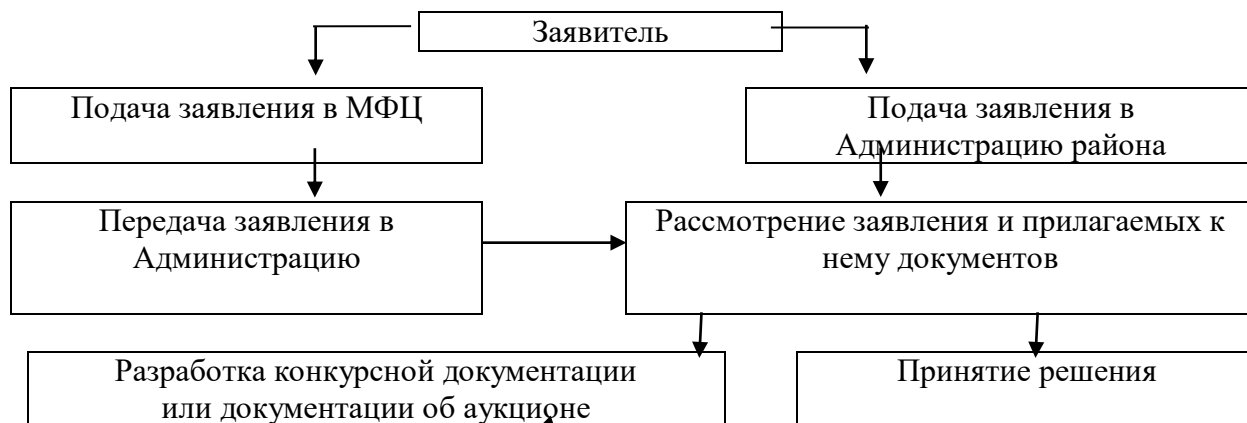 Заявитель
Подача заявления в МФЦ
Подача заявления в
Администрацию района
Передача заявления в
Администрацию
Рассмотрение заявления и прилагаемых к
нему документов
Разработка конкурсной документации
или документации об аукционе
Принятие решения